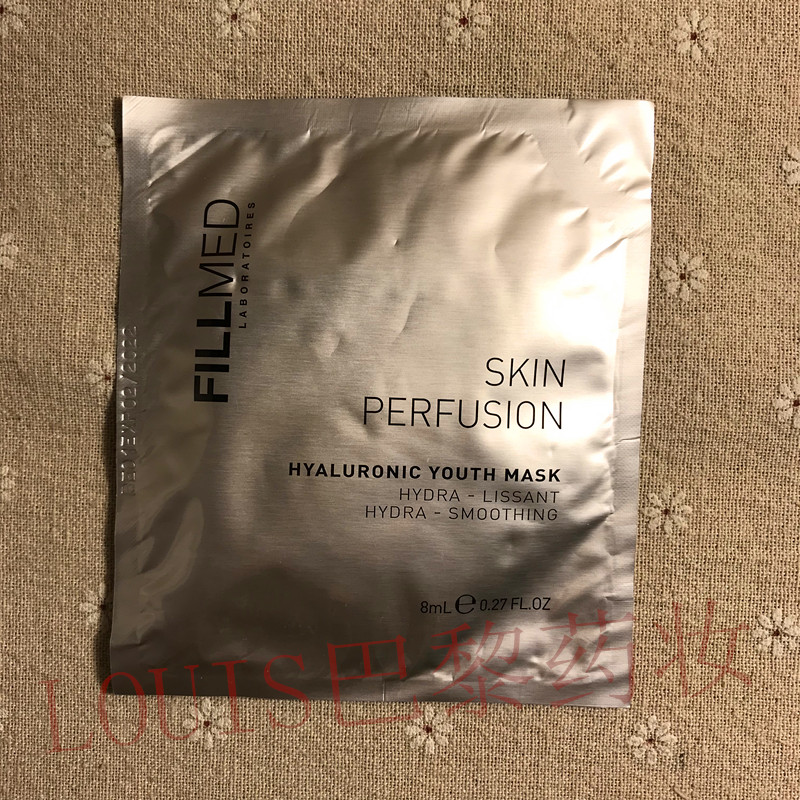 FILLMED
LABORATOIRES
SKIN
PERFUSION
HYALURONIC YOUTH MASK
HYDRA - LISSANT
HYDRA - SMOOTHING
8mL ℮ 0.27 FL.OZ
LOUIS巴黎药妆